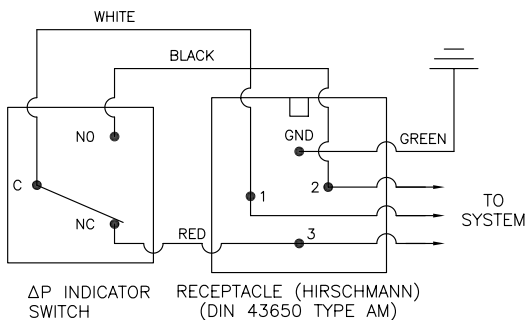 WHITE
BLACK
NO
GND
GREEN
C
1
2
NC
RED
3
TO
SYSTEM
ΔP INDICATOR
SWITCH
RECEPTACLE (HIRSCHMANN)
(DIN 43650 TYPE AM)